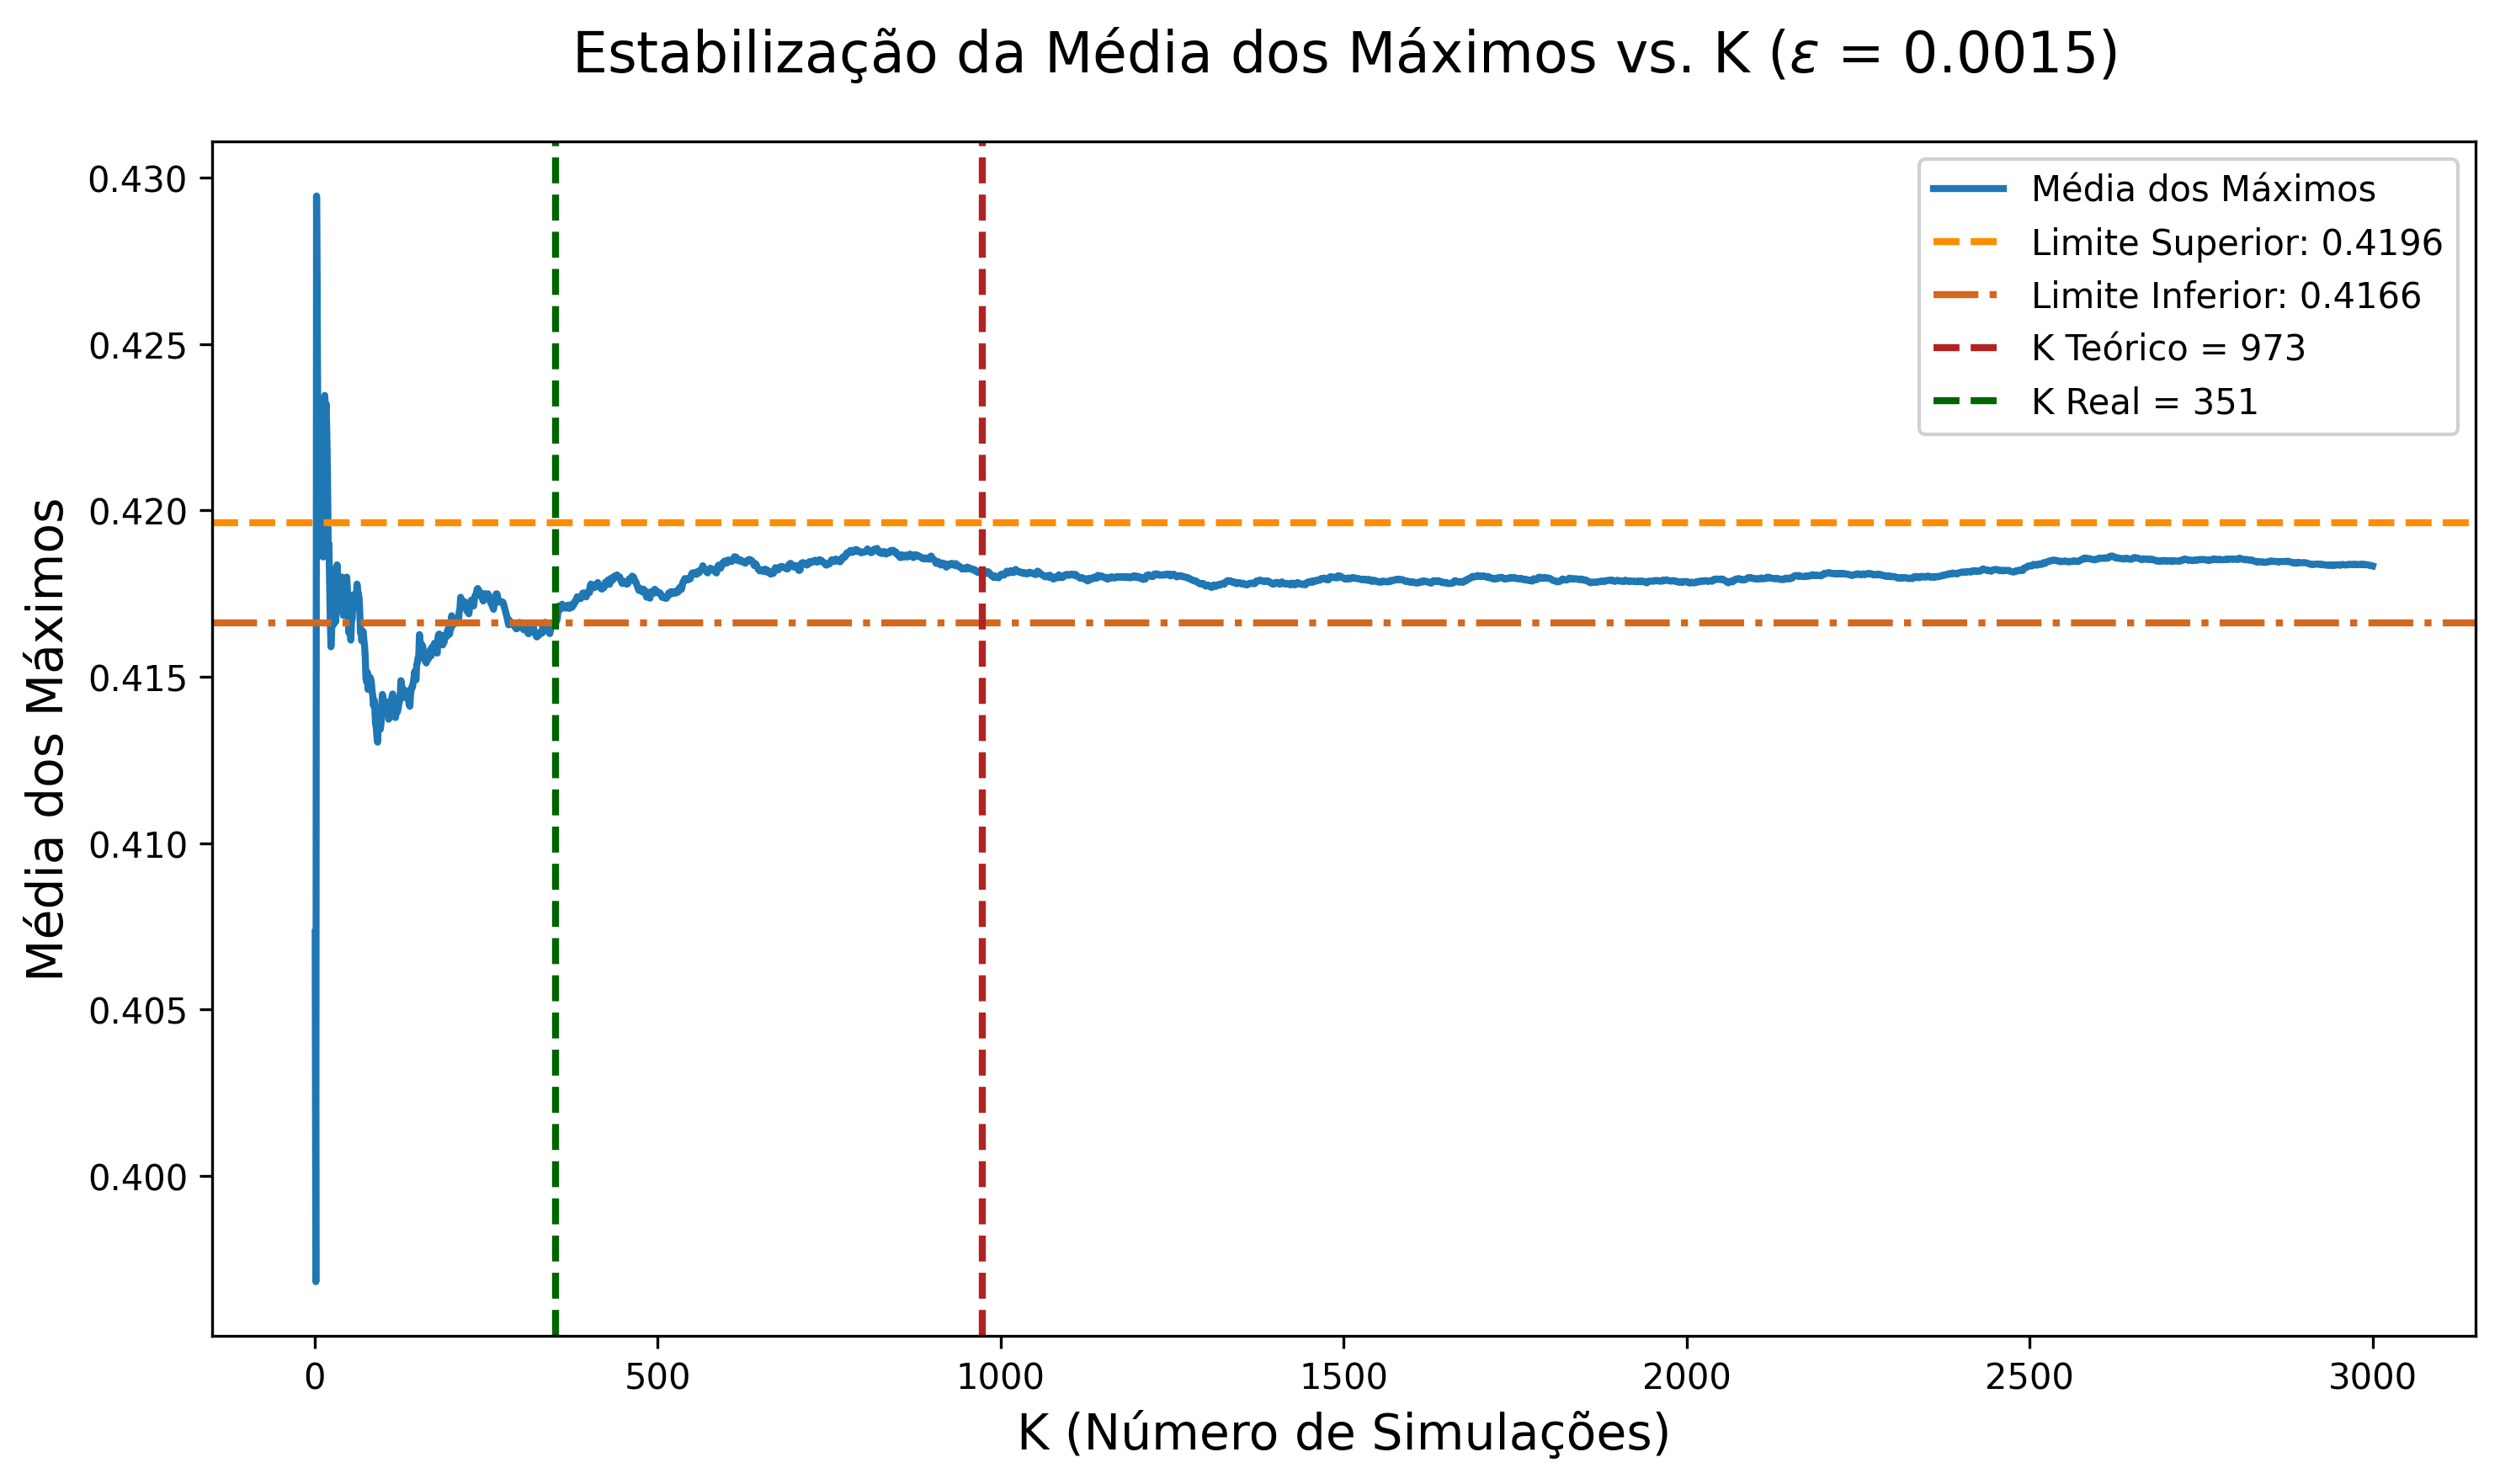 Estabilização da Média dos Máximos vs. K (ε = 0.0015)
Média dos Máximos
0.430
0.425
0.420
0.415
0.410
0.405
0.400
Média dos Máximos
Limite Superior: 0.4196
Limite Inferior: 0.4166
K Teórico = 973
K Real = 351
0 500 1000 1500 2000 2500 3000
K (Número de Simulações)